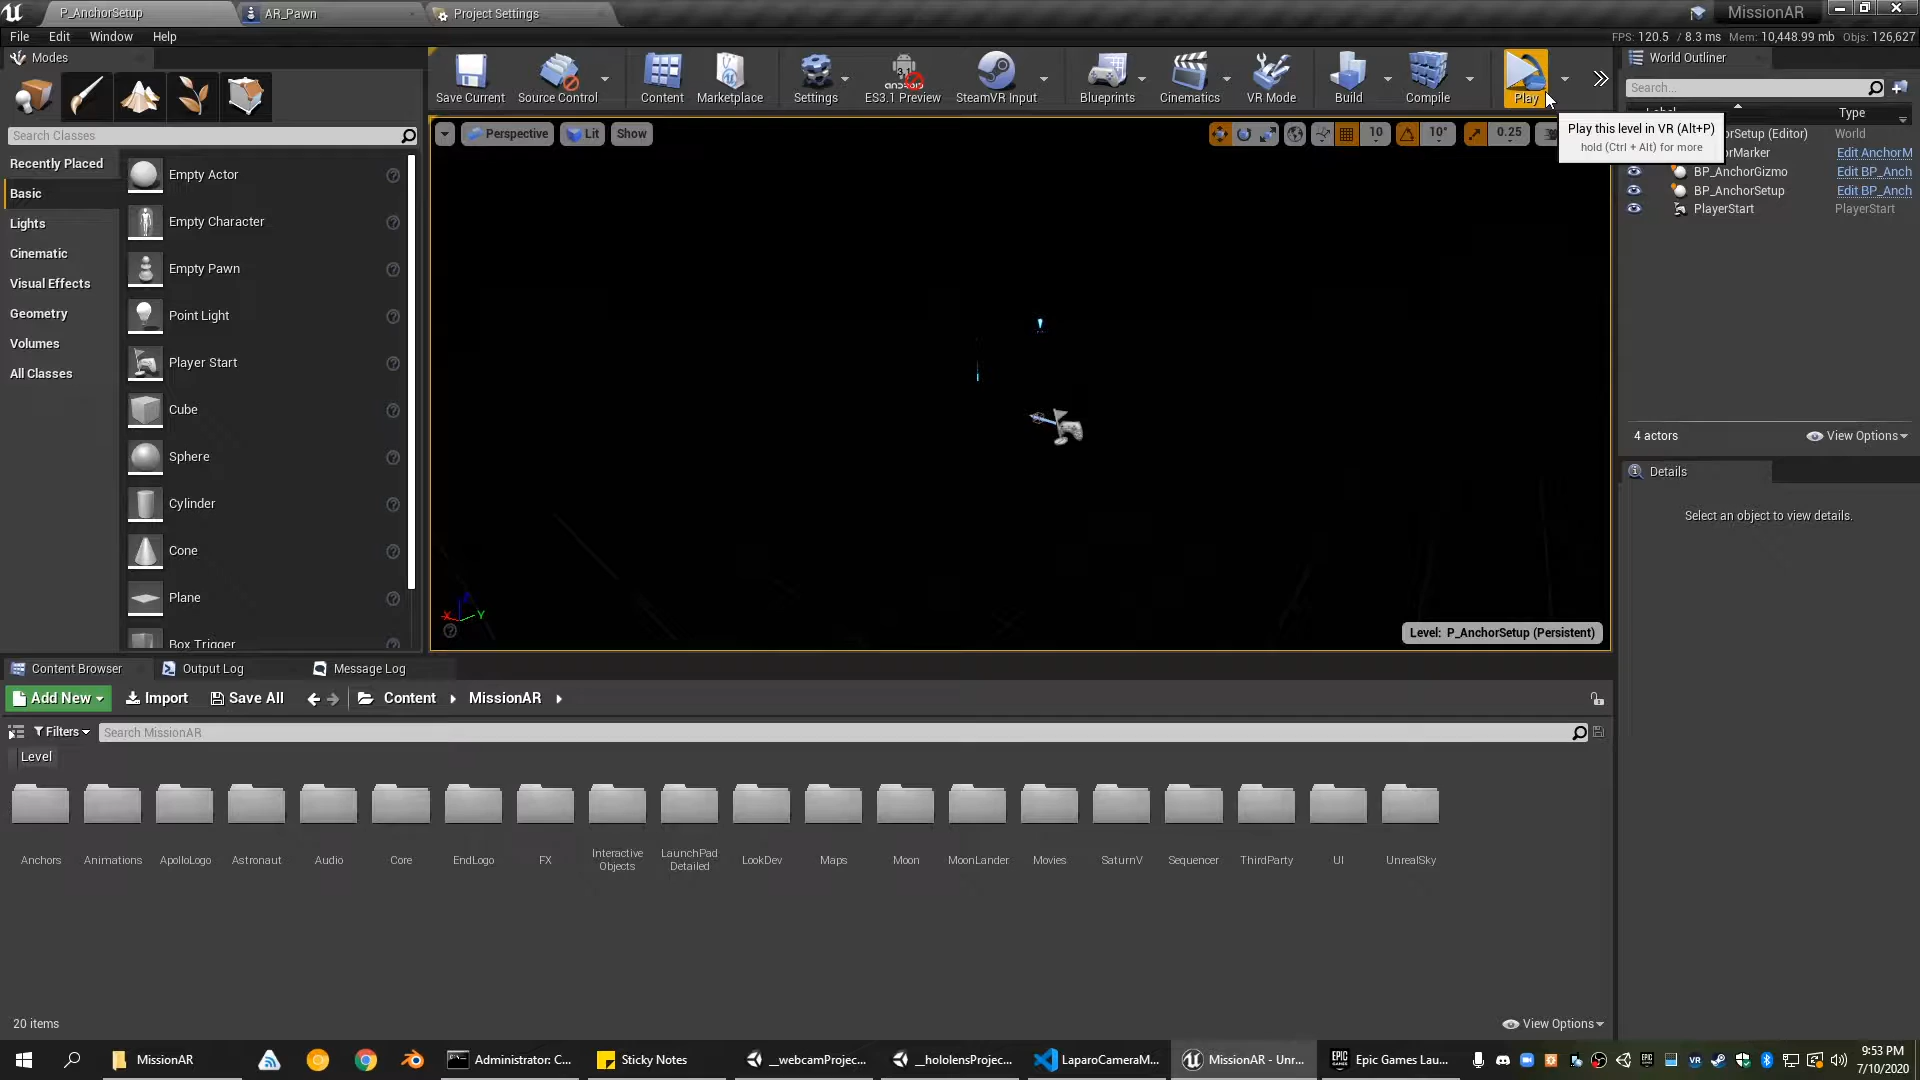 P_AnchorSetup
AR_Pawn
Project Settings
MissionAR
File Edit Window Help
FPS: 120.5 / 8.3 ms Mem: 10,448.99 mb Objs: 126,627
Modes
Save Current
Source Control
Content
Marketplace
Settings
ES3.1 Preview
SteamVR Input
Blueprints
Cinematics
VR Mode
Build
Compile
Play
World Outliner
Search...
Type
Search Classes
Perspective
Lit
Show
10
10°
0.25
Play this level in VR (Alt+P)
hold (Ctrl + Alt) for more
orSetup (Editor) World
orMarker Edit AnchorM
BP_AnchorGizmo Edit BP_Anch
BP_AnchorSetup Edit BP_Anch
PlayerStart PlayerStart
Recently Placed
Basic
Lights
Cinematic
Visual Effects
Geometry
Volumes
All Classes
Empty Actor
Empty Character
Empty Pawn
Point Light
Player Start
Cube
Sphere
Cylinder
Cone
Plane
Box Trigger
4 actors
View Options
Details
Select an object to view details.
X
Y
Level: P_AnchorSetup (Persistent)
Content Browser
Output Log
Message Log
Add New
Import
Save All
Content
MissionAR
Filters
Search MissionAR
Level
Anchors
Animations
ApolloLogo
Astronaut
Audio
Core
EndLogo
FX
Interactive
Objects
LaunchPad
Detailed
LookDev
Maps
Moon
MoonLander
Movies
SaturnV
Sequencer
ThirdParty
UI
UnrealSky
20 items
View Options
MissionAR
Administrator: C...
Sticky Notes
__webcamProjec...
__hololensProjec...
LaparoCameraM...
MissionAR - Unr...
Epic Games Lau...
9:53 PM
7/10/2020